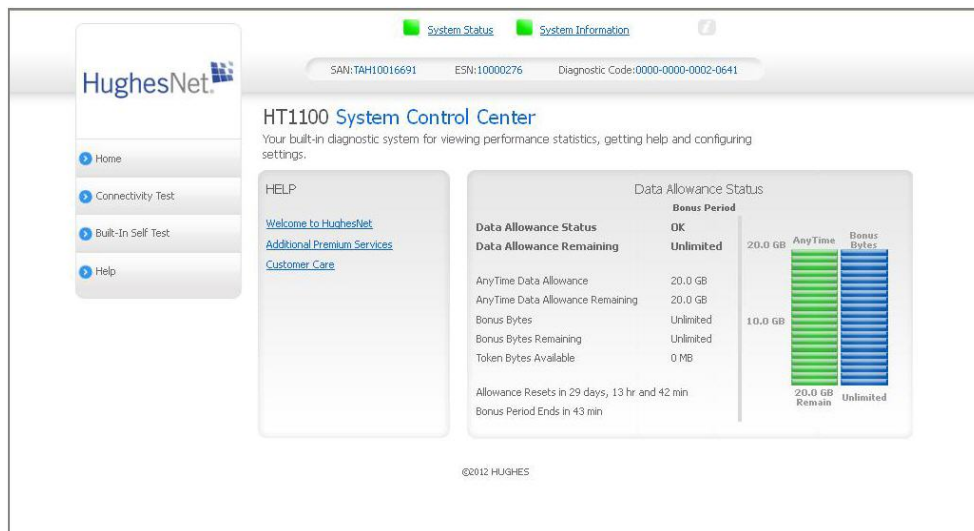 System Status System Information
SAN:TAH10016691 ESN:10000276 Diagnostic Code:0000-0000-0002-0641
HughesNet.
HT1100 System Control Center
Your built-in diagnostic system for viewing performance statistics, getting help and configuring
settings.
Home
Connectivity Test
Built-In Self Test
Help
HELP
Welcome to HughesNet
Additional Premium Services
Customer Care
Data Allowance Status
Bonus Period
Data Allowance Status OK
Data Allowance Remaining Unlimited
AnyTime Data Allowance 20.0 GB
AnyTime Data Allowance Remaining 20.0 GB
Bonus Bytes Unlimited
Bonus Bytes Remaining Unlimited
Token Bytes Available 0 MB
Allowance Resets in 29 days, 13 hr and 42 min
Bonus Period Ends in 43 min
20.0 GB
10.0 GB
AnyTime
Bonus
Bytes
20.0 GB
Remain
Unlimited
©2012 HUGHES